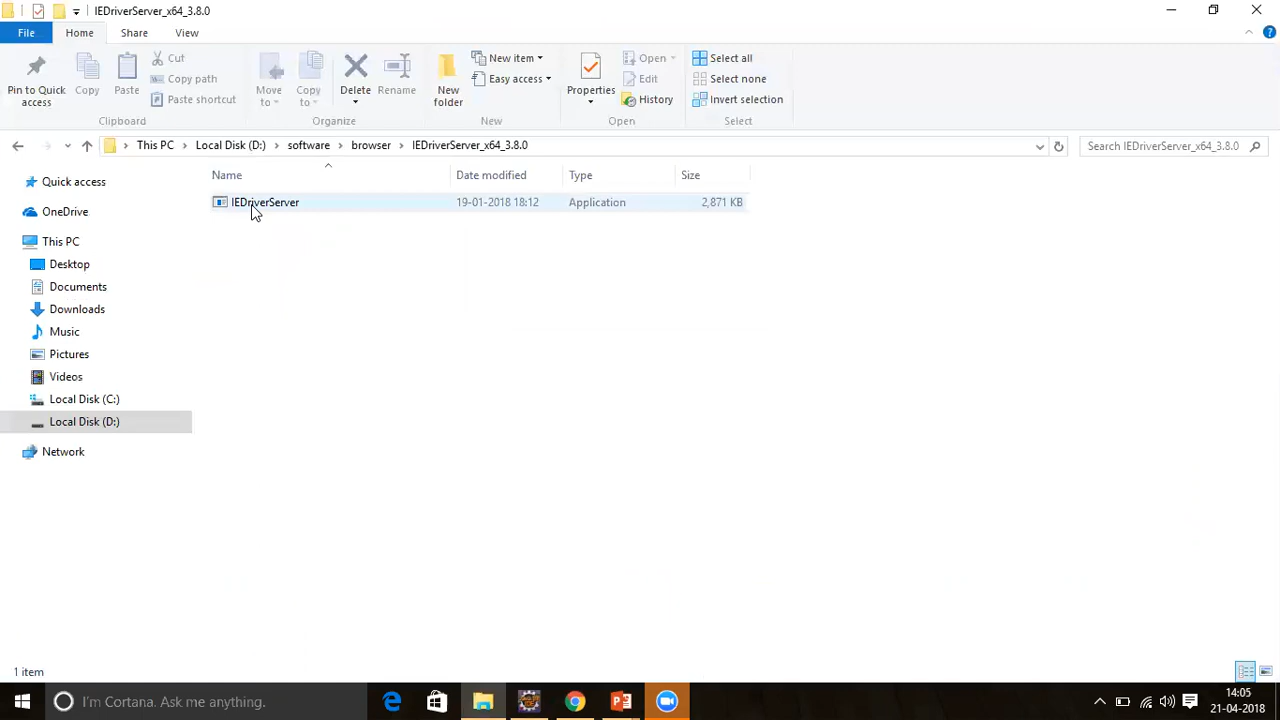 IEDriverServer_x64_3.8.0
File Home Share View
Pin to Quick access
Copy
Paste
Cut
Copy path
Paste shortcut
Clipboard
Move to
Copy to
Delete
Rename
Organize
New folder
New item
Easy access
New
Properties
Open
Edit
History
Open
Select all
Select none
Invert selection
Select
This PC Local Disk (D:) software browser IEDriverServer_x64_3.8.0
Search IEDriverServer_x64_3.8.0
Name Date modified Type Size
IEDriverServer 19-01-2018 18:12 Application 2,871 KB
Quick access
OneDrive
This PC
Desktop
Documents
Downloads
Music
Pictures
Videos
Local Disk (C:)
Local Disk (D:)
Network
1 item
I'm Cortana. Ask me anything.
14:05
21-04-2018